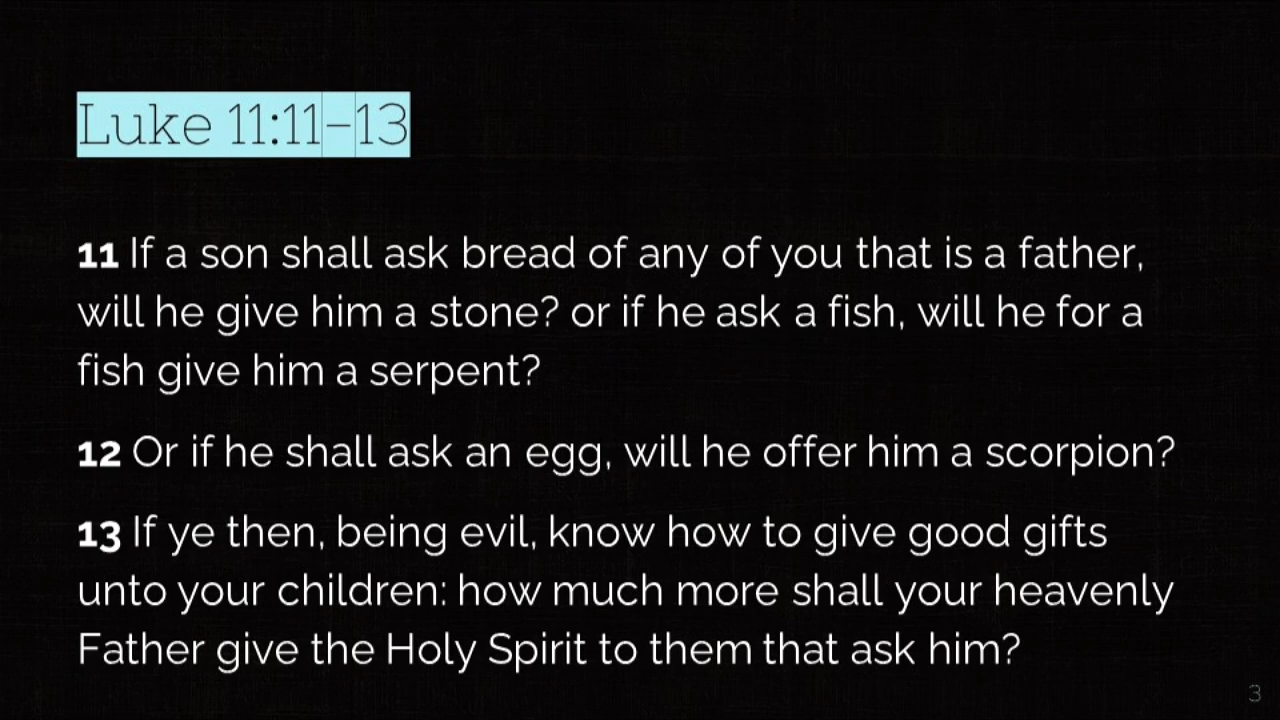 Luke 11:11–13
11 If a son shall ask bread of any of you that is a father,
will he give him a stone? or if he ask a fish, will he for a
fish give him a serpent?
12 Or if he shall ask an egg, will he offer him a scorpion?
13 If ye then, being evil, know how to give good gifts
unto your children: how much more shall your heavenly
Father give the Holy Spirit to them that ask him?
3